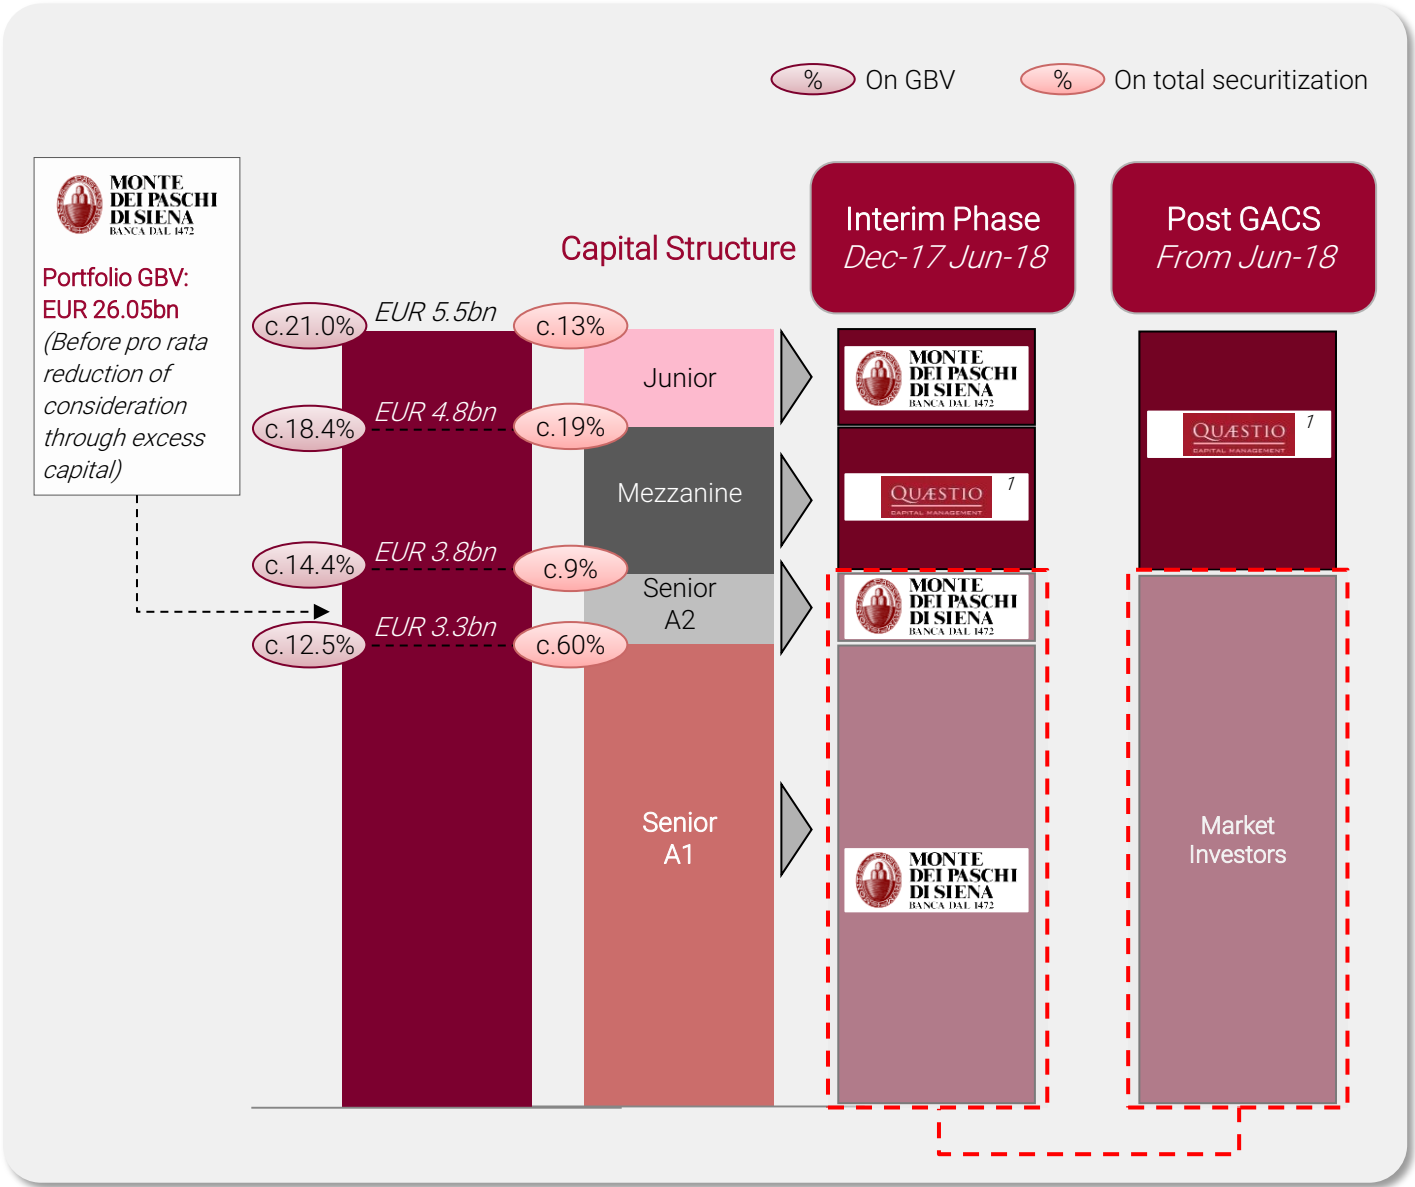 % On GBV
% On total securitization
MONTE
DEI PASCHI
DI SIENA
BANCA DAL 1472
Portfolio GBV:
EUR 26.05bn
(Before pro rata
reduction of
consideration
through excess
capital)
Capital Structure
Interim Phase
Dec-17 Jun-18
Post GACS
From Jun-18
c.21.0%
EUR 5.5bn
c.13%
c.18.4%
EUR 4.8bn
c.19%
c.14.4%
EUR 3.8bn
c.9%
c.12.5%
EUR 3.3bn
c.60%
Junior
Mezzanine
Senior
A2
Senior
A1
MONTE
DEI PASCHI
DI SIENA
BANCA DAL 1472
QUÆSTIO 1
CAPITAL MANAGEMENT
MONTE
DEI PASCHI
DI SIENA
BANCA DAL 1472
MONTE
DEI PASCHI
DI SIENA
BANCA DAL 1472
QUÆSTIO 1
CAPITAL MANAGEMENT
Market
Investors